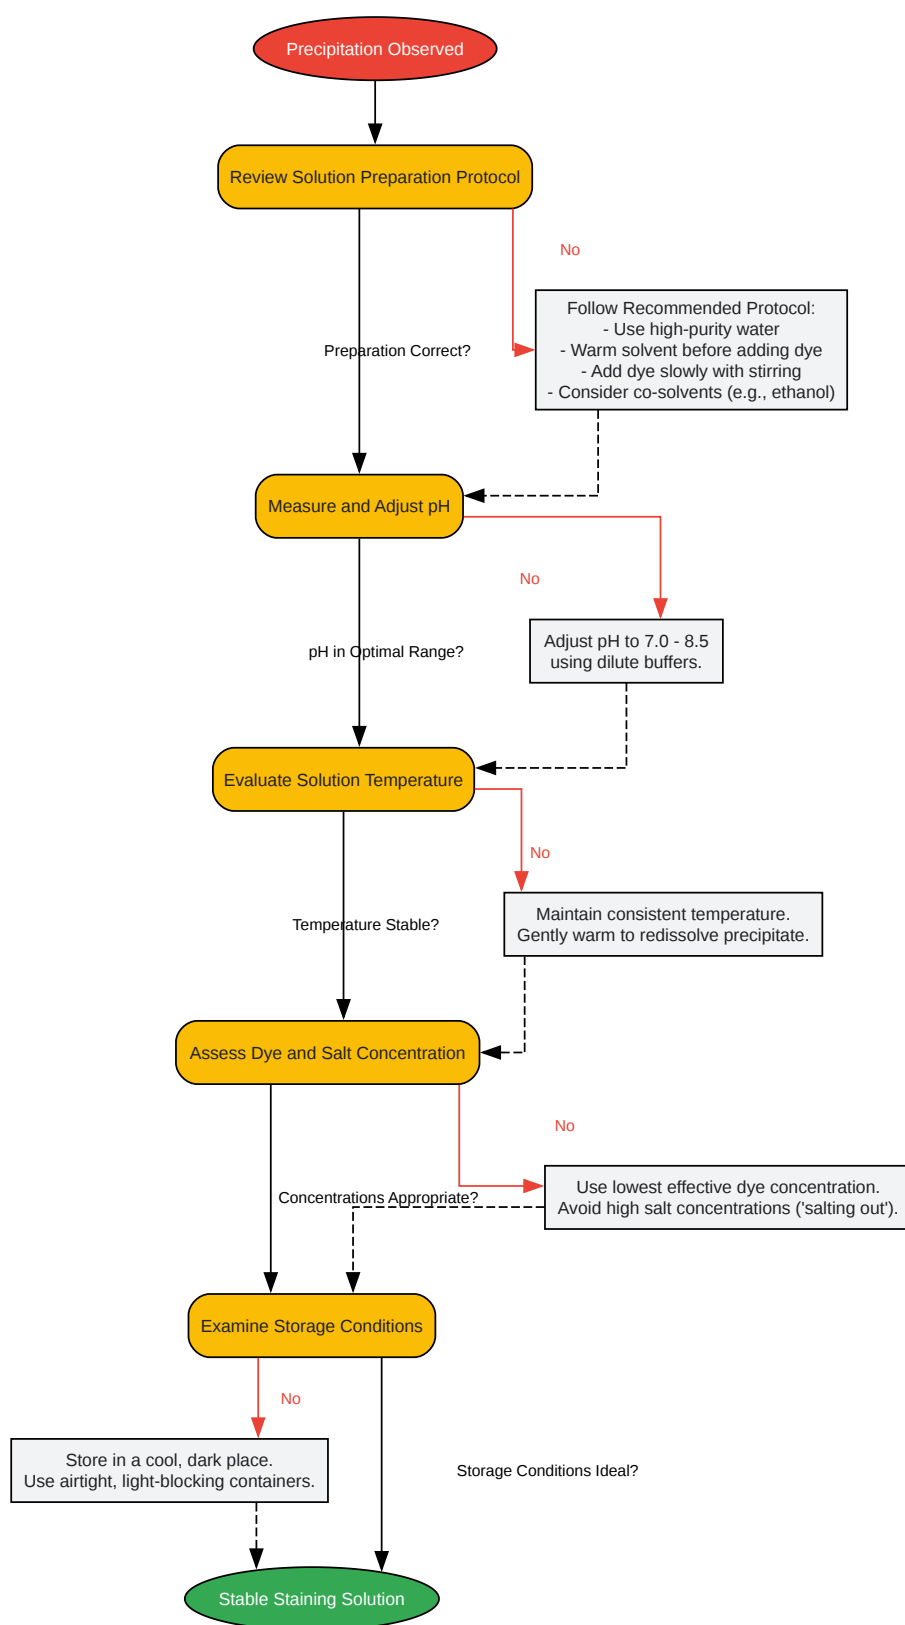 Precipitation Observed
Review Solution Preparation Protocol
No
Follow Recommended Protocol:
- Use high-purity water
- Warm solvent before adding dye
- Add dye slowly with stirring
- Consider co-solvents (e.g., ethanol)
Preparation Correct?
Measure and Adjust pH
No
Adjust pH to 7.0 - 8.5
using dilute buffers.
pH in Optimal Range?
Evaluate Solution Temperature
No
Maintain consistent temperature.
Gently warm to redissolve precipitate.
Temperature Stable?
Assess Dye and Salt Concentration
No
Use lowest effective dye concentration.
Avoid high salt concentrations ('salting out').
Concentrations Appropriate?
Examine Storage Conditions
No
Store in a cool, dark place.
Use airtight, light-blocking containers.
Storage Conditions Ideal?
Stable Staining Solution